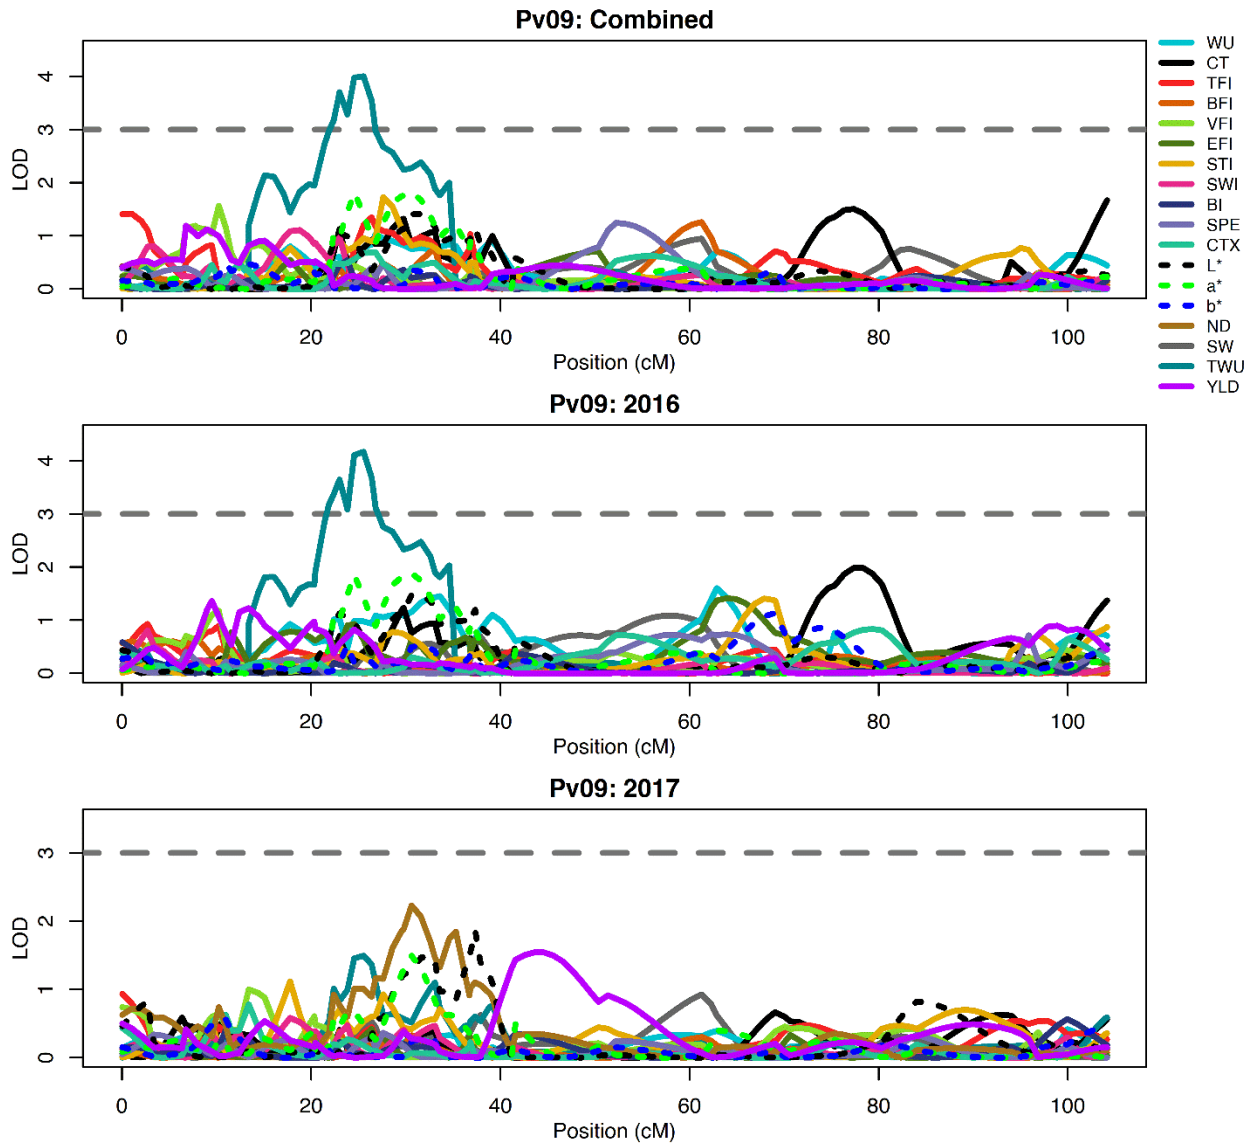 Pv09: Combined
LOD
4
3
2
1
0
0 20 40 60 80 100
Position (cM)
WU
CT
TFI
BFI
VFI
EFI
STI
SWI
BI
SPE
CTX
L*
a*
b*
ND
SW
TWU
YLD
Pv09: 2016
LOD
4
3
2
1
0
0 20 40 60 80 100
Position (cM)
Pv09: 2017
LOD
3
2
1
0
0 20 40 60 80 100
Position (cM)